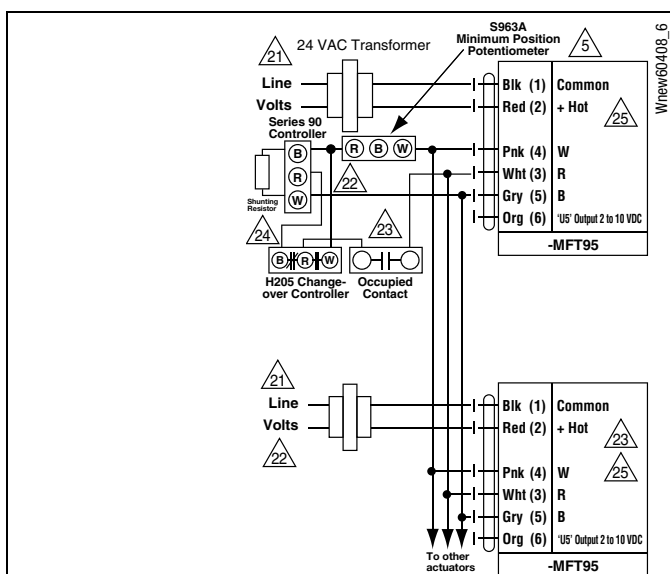 S963A
Minimum Position
Potentiometer
5
Wnew60408_6
21
24 VAC Transformer
Line
Volts
Blk (1) Common
Red (2) + Hot
25
Series 90
Controller
B
R
W
R B W
Pnk (4) W
Wht (3) R
Gry (5) B
Org (6) 'U5' Output 2 to 10 VDC
-MFT95
Shunting
Resistor
22
24
23
B R W
H205 Change-
over Controller
Occupied
Contact
21
Line
Volts
22
Blk (1) Common
Red (2) + Hot
23
25
Pnk (4) W
Wht (3) R
Gry (5) B
Org (6) 'U5' Output 2 to 10 VDC
To other
actuators
-MFT95